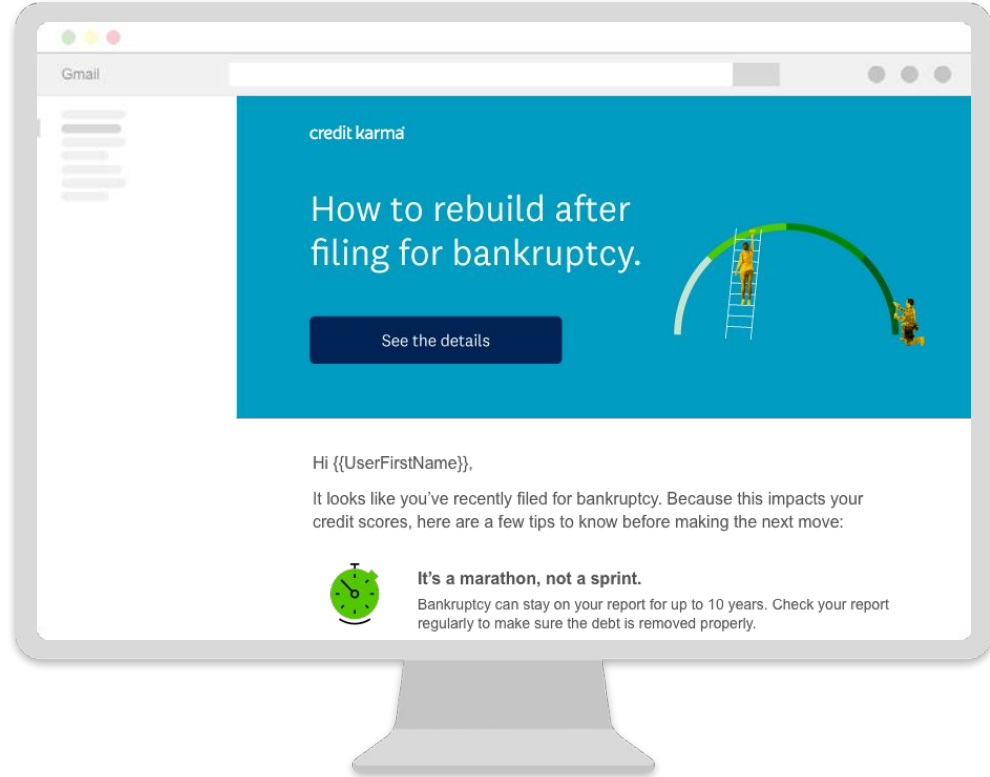 Gmail
credit karma
How to rebuild after
filing for bankruptcy.
See the details
Hi {{UserFirstName}},
It looks like you’ve recently filed for bankruptcy. Because this impacts your
credit scores, here are a few tips to know before making the next move:
It’s a marathon, not a sprint.
Bankruptcy can stay on your report for up to 10 years. Check your report
regularly to make sure the debt is removed properly.